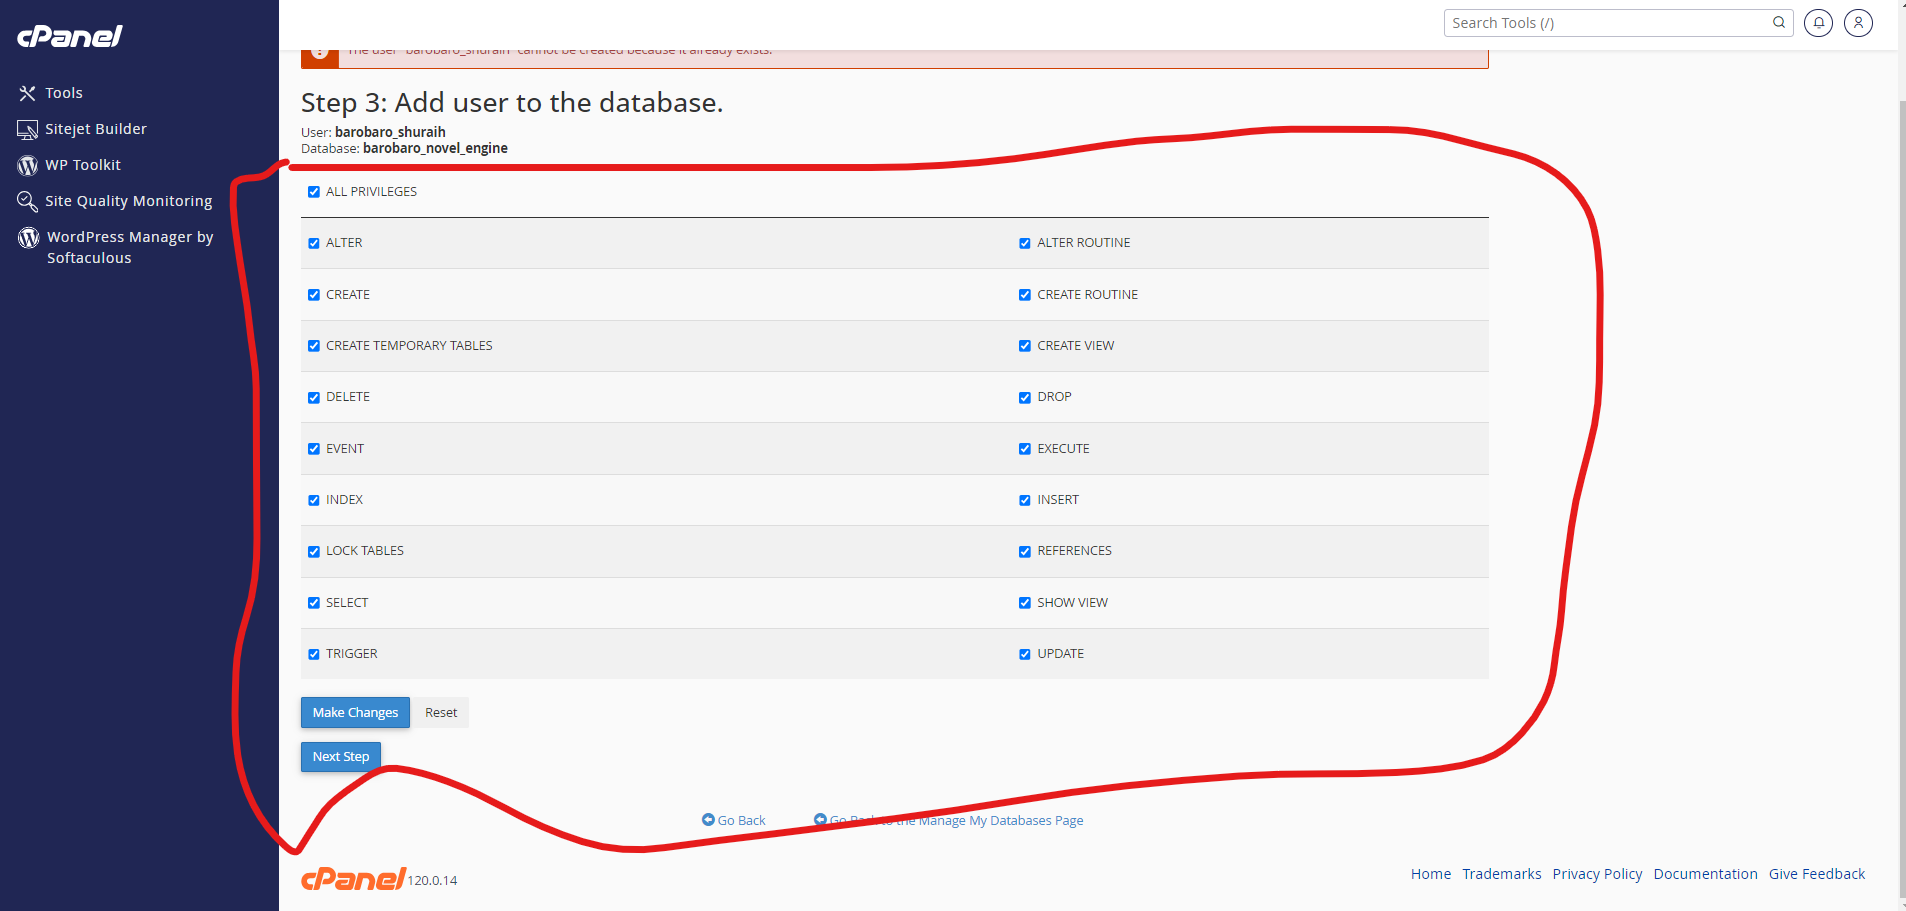 cPanel
Search Tools (/)
The user "barobaro_shuraih" cannot be created because it already exists.
Tools
Sitejet Builder
WP Toolkit
Site Quality Monitoring
WordPress Manager by
Softaculous
Step 3: Add user to the database.
User: barobaro_shuraih
Database: barobaro_novel_engine
ALL PRIVILEGES
ALTER
ALTER ROUTINE
CREATE
CREATE ROUTINE
CREATE TEMPORARY TABLES
CREATE VIEW
DELETE
DROP
EVENT
EXECUTE
INDEX
INSERT
LOCK TABLES
REFERENCES
SELECT
SHOW VIEW
TRIGGER
UPDATE
Make Changes
Reset
Next Step
Go Back
Go Back to the Manage My Databases Page
cPanel 120.0.14
Home Trademarks Privacy Policy Documentation Give Feedback